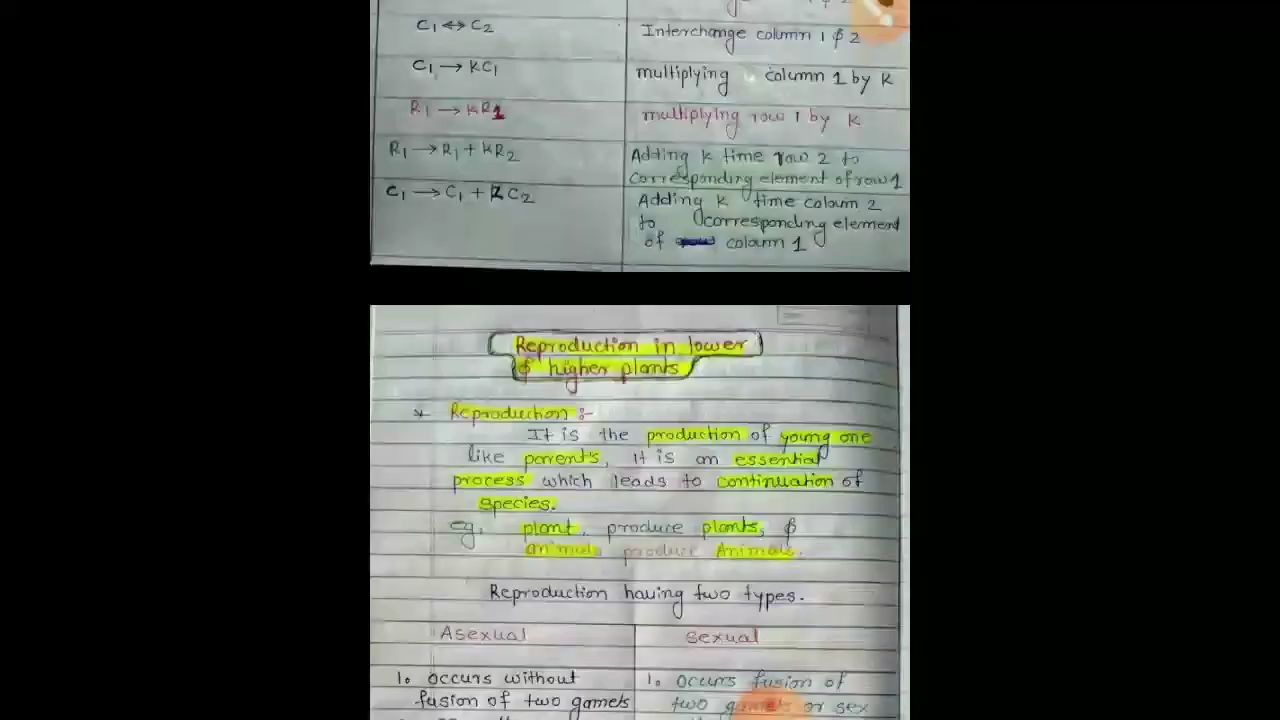 C1 ↔ C2 Interchange column 1 & 2
C1 → KC1 multiplying column 1 by K
R1 → KR1 multiplying row 1 by K
R1 → R1 + KR2 Adding K time row 2 to
corresponding element of row 1
C1 → C1 + KC2 Adding K time colaum 2
to corresponding element
of colaum 1
Reproduction in lower
& higher plants
* Reproduction :-
It is the production of young one
like parent's, it is an essential
process which leads to continuation of
species.
eg. plant produce plants, &
animals produce Animals.
Reproduction having two types.
Asexual sexual
1. occurs without 1. occurs fusion of
fusion of two gamets two gamets or sex